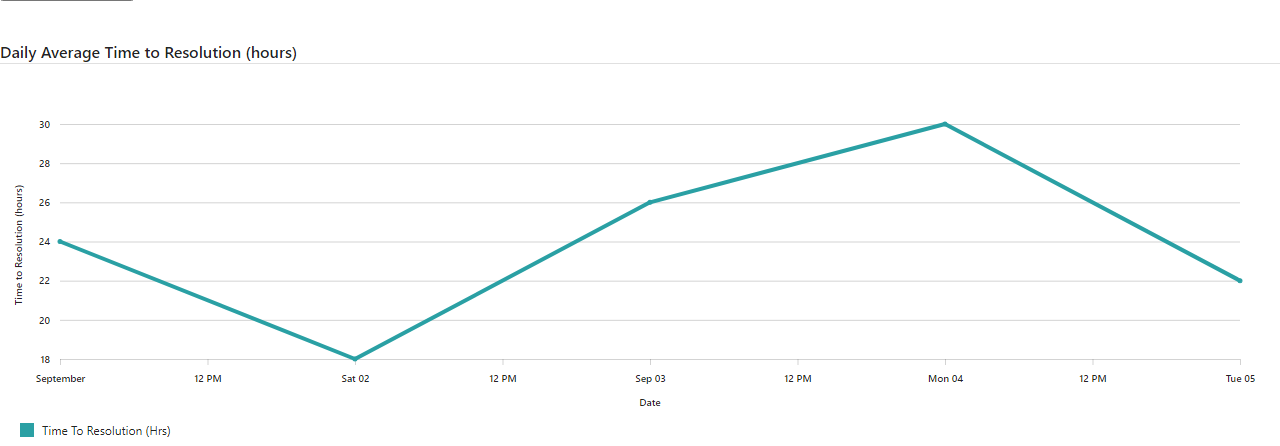 Daily Average Time to Resolution (hours)
30
28
26
24
22
20
18
Time to Resolution (hours)
September 12 PM Sat 02 12 PM Sep 03 12 PM Mon 04 12 PM Tue 05
Date
Time To Resolution (Hrs)